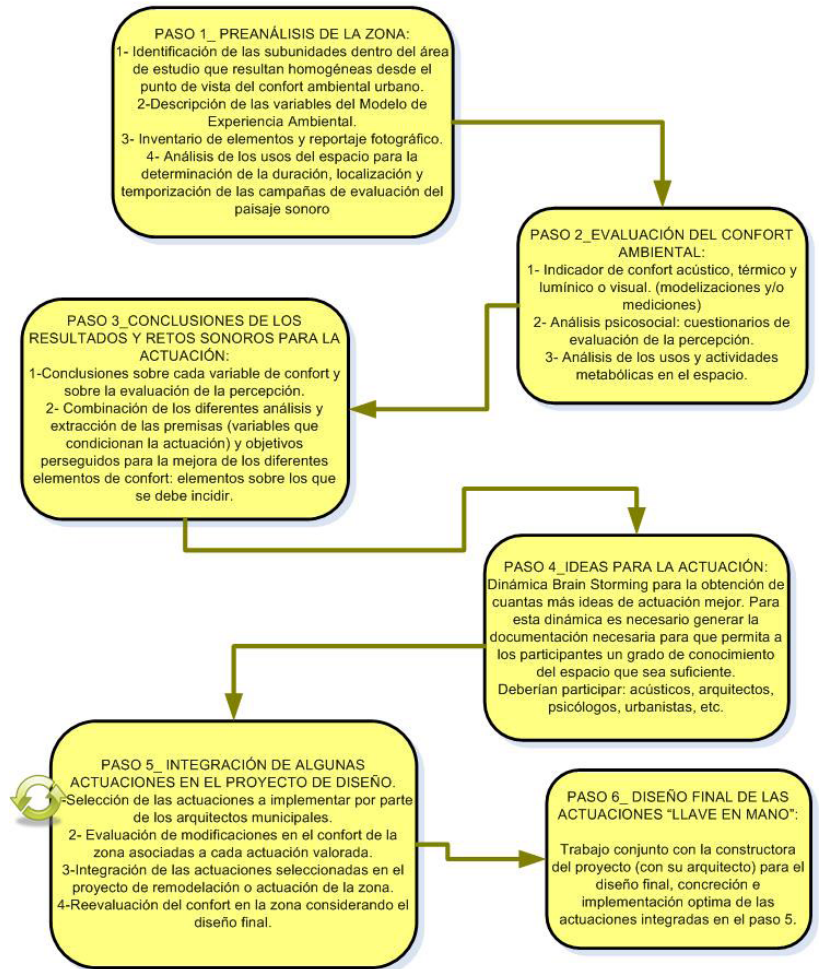 PASO 1_ PREANÁLISIS DE LA ZONA:
1- Identificación de las subunidades dentro del área
de estudio que resultan homogéneas desde el
punto de vista del confort ambiental urbano.
2-Descripción de las variables del Modelo de
Experiencia Ambiental.
3- Inventario de elementos y reportaje fotográfico.
4- Análisis de los usos del espacio para la
determinación de la duración, localización y
temporización de las campañas de evaluación del
paisaje sonoro
PASO 2_EVALUACIÓN DEL CONFORT
AMBIENTAL:
1- Indicador de confort acústico, térmico y
lumínico o visual. (modelizaciones y/o
mediciones)
2- Análisis psicosocial: cuestionarios de
evaluación de la percepción.
3- Análisis de los usos y actividades
metabólicas en el espacio.
PASO 3_CONCLUSIONES DE LOS
RESULTADOS Y RETOS SONOROS PARA LA
ACTUACIÓN:
1-Conclusiones sobre cada variable de confort y
sobre la evaluación de la percepción.
2- Combinación de los diferentes análisis y
extracción de las premisas (variables que
condicionan la actuación) y objetivos
perseguidos para la mejora de los diferentes
elementos de confort: elementos sobre los que
se debe incidir.
PASO 4_IDEAS PARA LA ACTUACIÓN:
Dinámica Brain Storming para la obtención de
cuantas más ideas de actuación mejor. Para
esta dinámica es necesario generar la
documentación necesaria para que permita a
los participantes un grado de conocimiento
del espacio que sea suficiente.
Deberían participar: acústicos, arquitectos,
psicólogos, urbanistas, etc.
PASO 5_ INTEGRACIÓN DE ALGUNAS
ACTUACIONES EN EL PROYECTO DE DISEÑO.
-Selección de las actuaciones a implementar por parte
de los arquitectos municipales.
2- Evaluación de modificaciones en el confort de la
zona asociadas a cada actuación valorada.
3-Integración de las actuaciones seleccionadas en el
proyecto de remodelación o actuación de la zona.
4-Reevaluación del confort en la zona considerando el
diseño final.
PASO 6_ DISEÑO FINAL DE LAS
ACTUACIONES "LLAVE EN MANO":
Trabajo conjunto con la constructora
del proyecto (con su arquitecto) para el
diseño final, concreción e
implementación optima de las
actuaciones integradas en el paso 5.